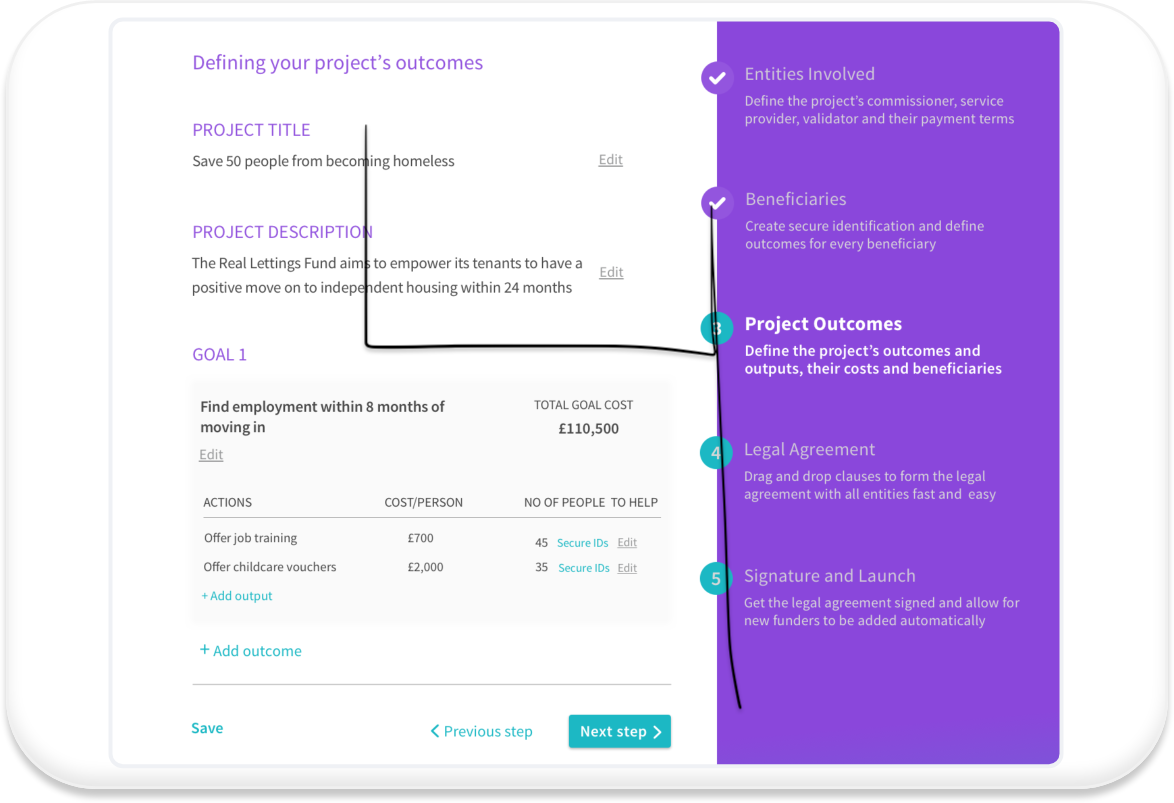 Defining your project’s outcomes
PROJECT TITLE
Save 50 people from becoming homeless
Edit
PROJECT DESCRIPTION
The Real Lettings Fund aims to empower its tenants to have a
positive move on to independent housing within 24 months
Edit
GOAL 1
Find employment within 8 months of
moving in
Edit
TOTAL GOAL COST
£110,500
ACTIONS COST/PERSON NO OF PEOPLE TO HELP
Offer job training £700 45 Secure IDs Edit
Offer childcare vouchers £2,000 35 Secure IDs Edit
+ Add output
+ Add outcome
Save
Previous step
Next step
Entities Involved
Define the project’s commissioner, service
provider, validator and their payment terms
Beneficiaries
Create secure identification and define
outcomes for every beneficiary
3
Project Outcomes
Define the project’s outcomes and
outputs, their costs and beneficiaries
4
Legal Agreement
Drag and drop clauses to form the legal
agreement with all entities fast and easy
5
Signature and Launch
Get the legal agreement signed and allow for
new funders to be added automatically